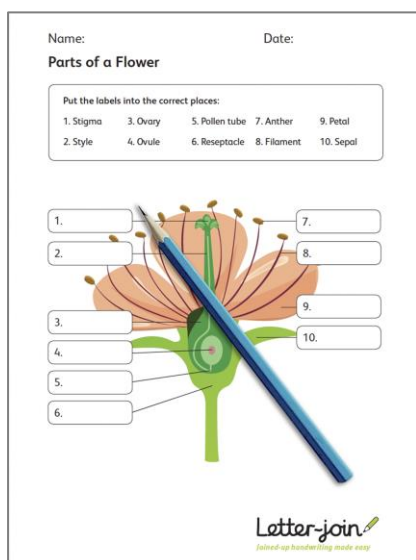 Name: Date:
Parts of a Flower
Put the labels into the correct places:
1. Stigma 3. Ovary 5. Pollen tube 7. Anther 9. Petal
2. Style 4. Ovule 6. Reseptacle 8. Filament 10. Sepal
1. 7.
2. 8.
3. 9.
4. 10.
5.
6.
Letter-join
Joined-up handwriting made easy